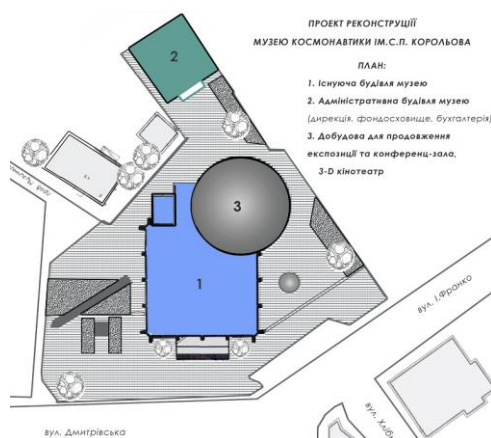 ПРОЕКТ РЕКОНСТРУЦІЇ
МУЗЕЮ КОСМОНАВТИКИ ІМ.С.П. КОРОЛЬОВА
ПЛАН:
1. Існуюча будівля музею
2. Адміністративна будівля музею
(дирекція, фондосховище, бухгалтерія)
3. Добудова для продовження
експозиції та конференц-зала,
3-D кінотеатр
2
3
1
вул. І.Франко
вул. Дмитрівська